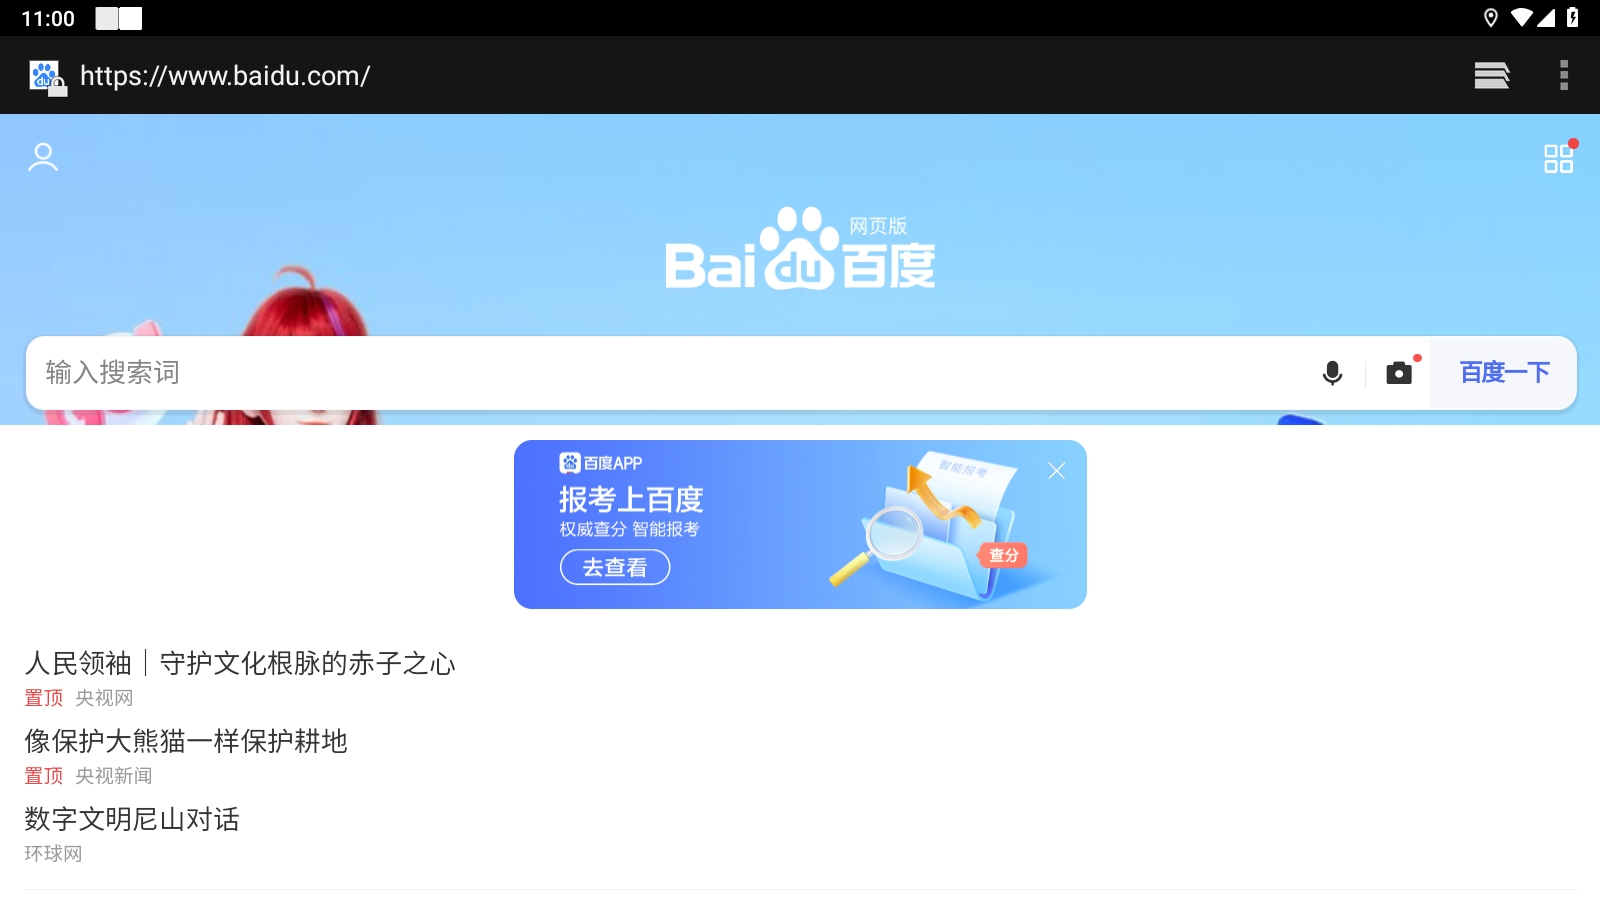 11:00
https://www.baidu.com/
网页版
Bai du 百度
输入搜索词
百度一下
du 百度APP
智能报考
报考上百度
权威查分 智能报考
去查看
查分
人民领袖｜守护文化根脉的赤子之心
置顶 央视网
像保护大熊猫一样保护耕地
置顶 央视新闻
数字文明尼山对话
环球网